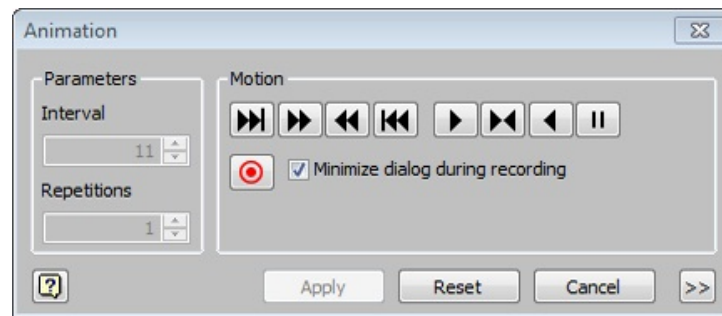 Animation
Parameters
Interval
11
Repetitions
1
Motion
Minimize dialog during recording
?
Apply
Reset
Cancel
>>